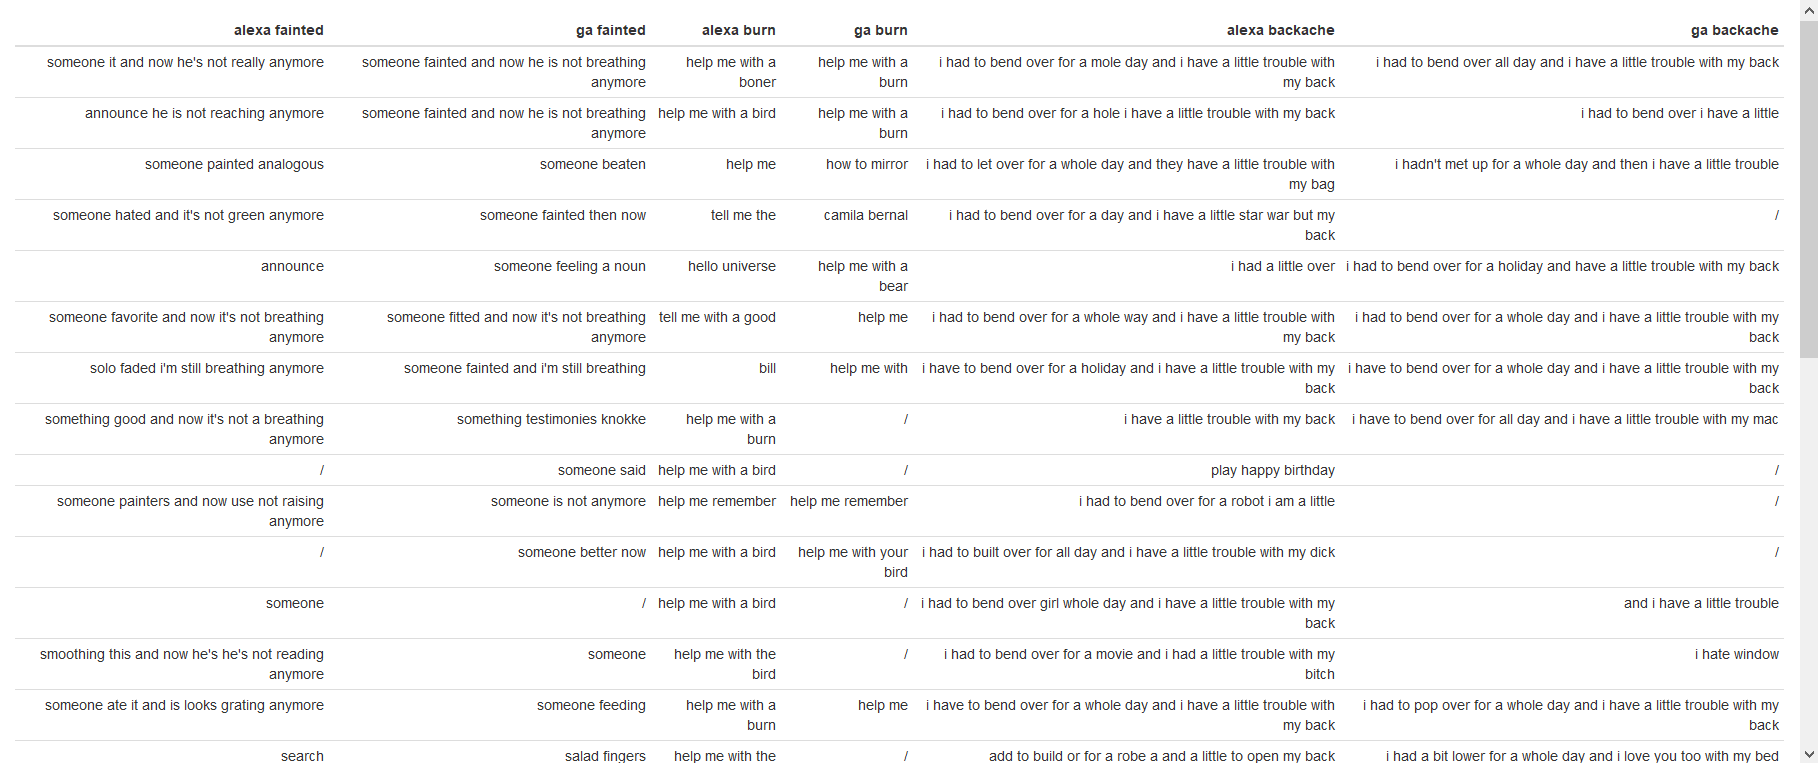 alexa fainted ga fainted alexa burn ga burn alexa backache ga backache
someone it and now he's not really anymore someone fainted and now he is not breathing help me with a help me with a i had to bend over for a mole day and i have a little trouble with i had to bend over all day and i have a little trouble with my back
anymore boner burn my back
announce he is not reaching anymore someone fainted and now he is not breathing help me with a bird help me with a i had to bend over for a hole i have a little trouble with my back i had to bend over i have a little
anymore burn
someone painted analogous someone beaten help me how to mirror i had to let over for a whole day and they have a little trouble with i hadn't met up for a whole day and then i have a little trouble
my bag
someone hated and it's not green anymore someone fainted then now tell me the camila bernal i had to bend over for a day and i have a little star war but my /
back
announce someone feeling a noun hello universe help me with a i had a little over i had to bend over for a holiday and have a little trouble with my back
bear
someone favorite and now it's not breathing someone fitted and now it's not breathing tell me with a good help me i had to bend over for a whole way and i have a little trouble with i had to bend over for a whole day and i have a little trouble with my
anymore anymore my back back
solo faded i'm still breathing anymore someone fainted and i'm still breathing bill help me with i have to bend over for a holiday and i have a little trouble with my i have to bend over for a whole day and i have a little trouble with my
back back
something good and now it's not a breathing something testimonies knokke help me with a / i have a little trouble with my back i have to bend over for all day and i have a little trouble with my mac
anymore burn
/ someone said help me with a bird / play happy birthday /
someone painters and now use not raising someone is not anymore help me remember help me remember i had to bend over for a robot i am a little /
anymore
/ someone better now help me with a bird help me with your i had to built over for all day and i have a little trouble with my dick /
bird
someone / help me with a bird / i had to bend over girl whole day and i have a little trouble with my and i have a little trouble
back
smoothing this and now he's he's not reading someone help me with the / i had to bend over for a movie and i had a little trouble with my i hate window
anymore bird bitch
someone ate it and is looks grating anymore someone feeding help me with a help me i have to bend over for a whole day and i have a little trouble with i had to pop over for a whole day and i have a little trouble with my
burn my back back
search salad fingers help me with the / add to build or for a robe a and a little to open my back i had a bit lower for a whole day and i love you too with my bed